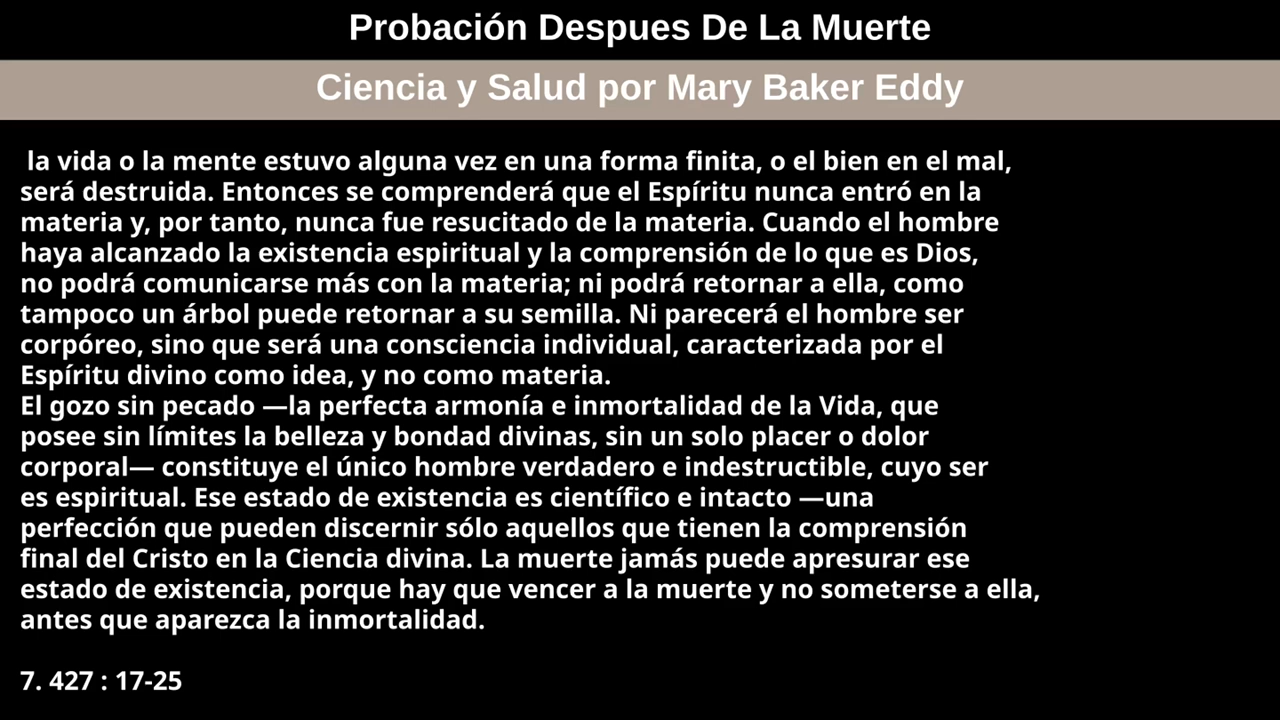 Probación Despues De La Muerte
Ciencia y Salud por Mary Baker Eddy
la vida o la mente estuvo alguna vez en una forma finita, o el bien en el mal,
será destruida. Entonces se comprenderá que el Espíritu nunca entró en la
materia y, por tanto, nunca fue resucitado de la materia. Cuando el hombre
haya alcanzado la existencia espiritual y la comprensión de lo que es Dios,
no podrá comunicarse más con la materia; ni podrá retornar a ella, como
tampoco un árbol puede retornar a su semilla. Ni parecerá el hombre ser
corpóreo, sino que será una consciencia individual, caracterizada por el
Espíritu divino como idea, y no como materia.
El gozo sin pecado —la perfecta armonía e inmortalidad de la Vida, que
posee sin límites la belleza y bondad divinas, sin un solo placer o dolor
corporal— constituye el único hombre verdadero e indestructible, cuyo ser
es espiritual. Ese estado de existencia es científico e intacto —una
perfección que pueden discernir sólo aquellos que tienen la comprensión
final del Cristo en la Ciencia divina. La muerte jamás puede apresurar ese
estado de existencia, porque hay que vencer a la muerte y no someterse a ella,
antes que aparezca la inmortalidad.
7. 427 : 17-25